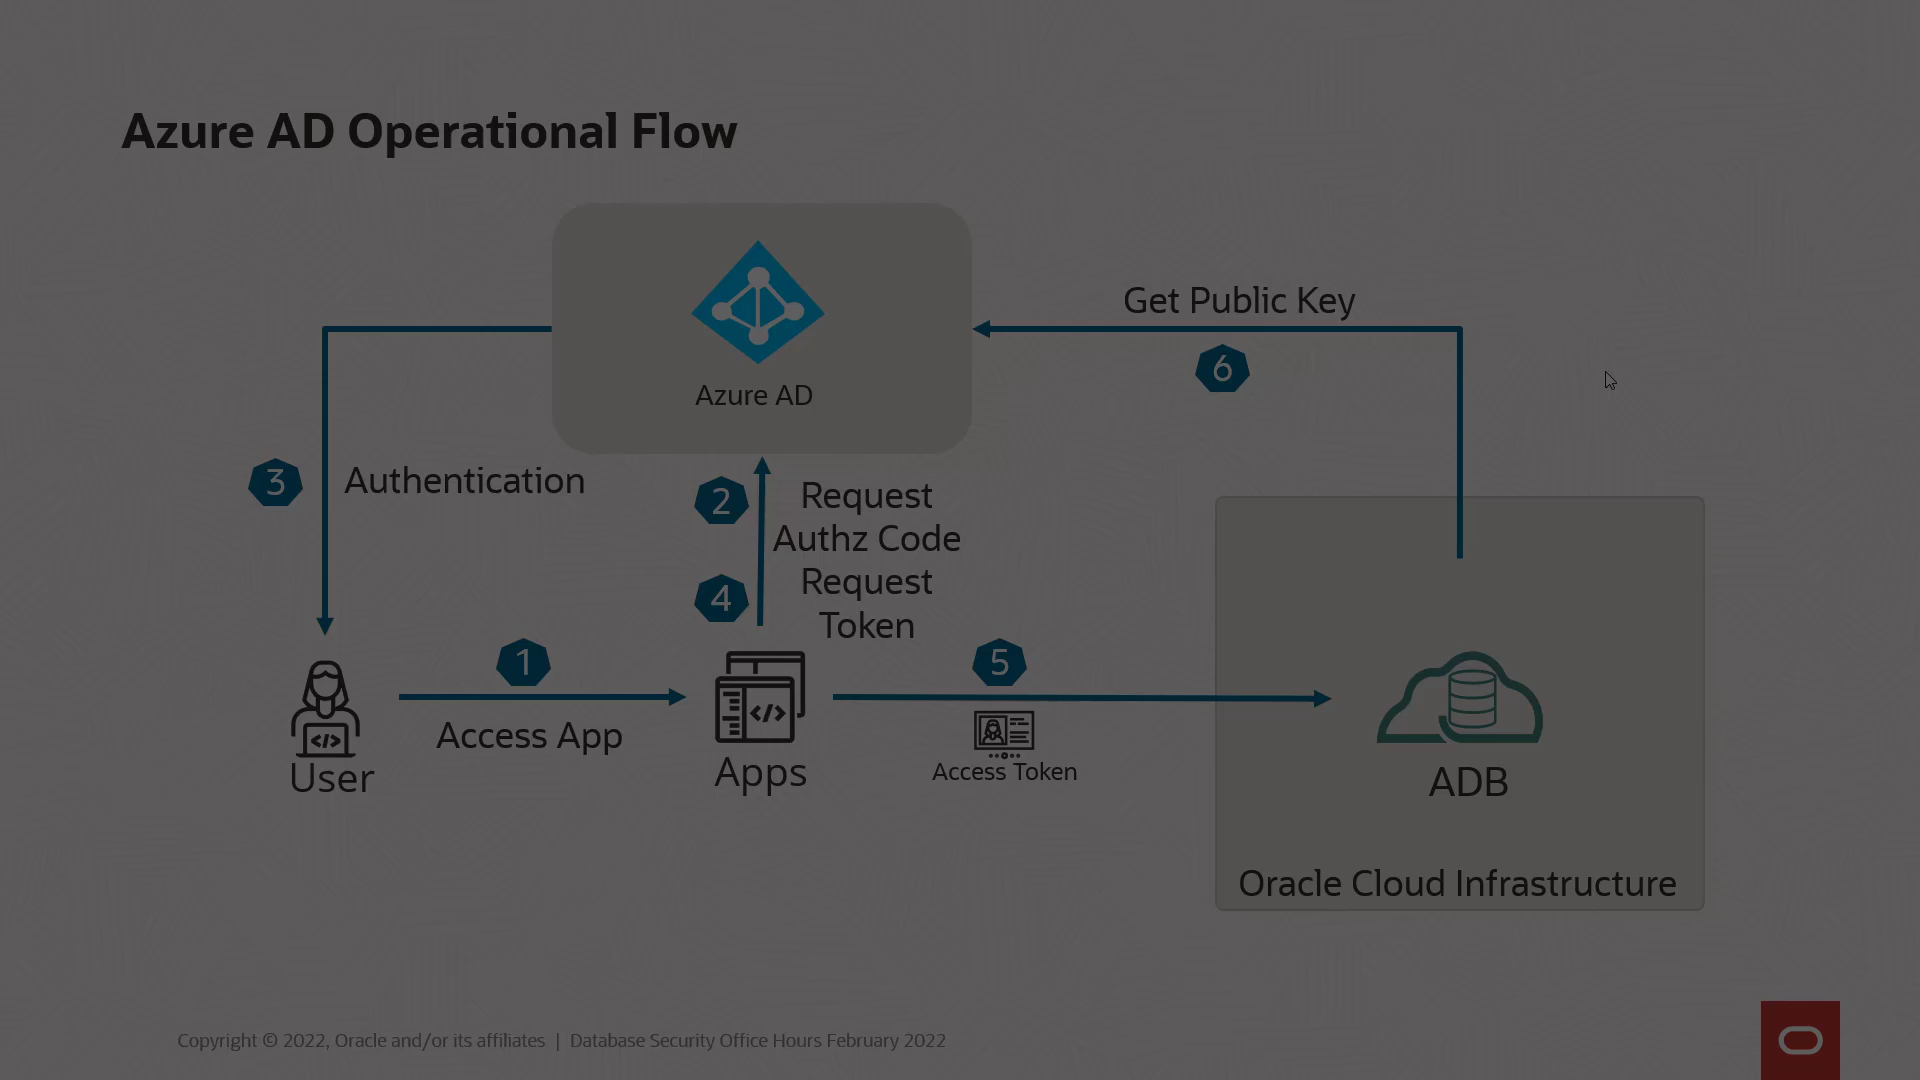 Azure AD Operational Flow
Azure AD
Get Public Key
6
3
Authentication
2
Request
Authz Code
4
Request
Token
1
Access App
User
Apps
5
Access Token
ADB
Oracle Cloud Infrastructure
Copyright © 2022, Oracle and/or its affiliates | Database Security Office Hours February 2022